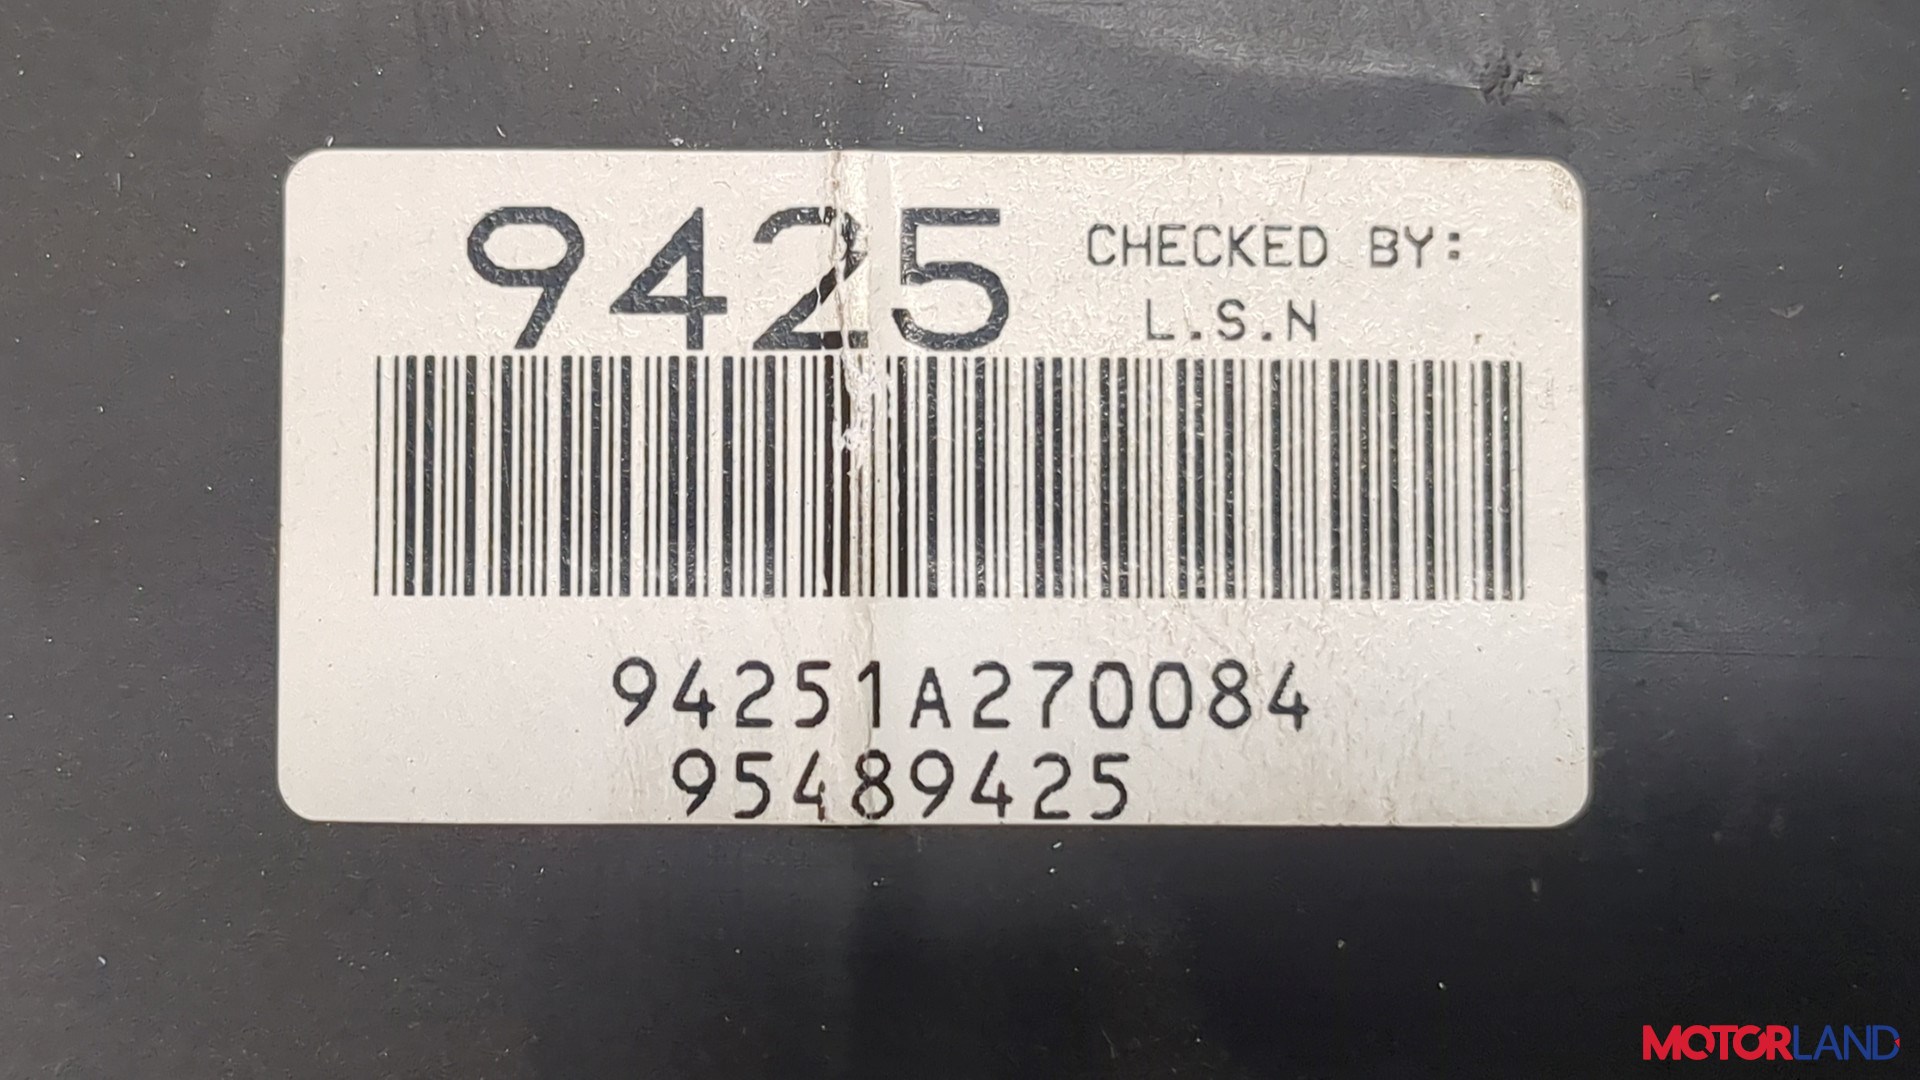 9425
CHECKED BY:
L.S.N
94251A270084
95489425
MOTORLAND